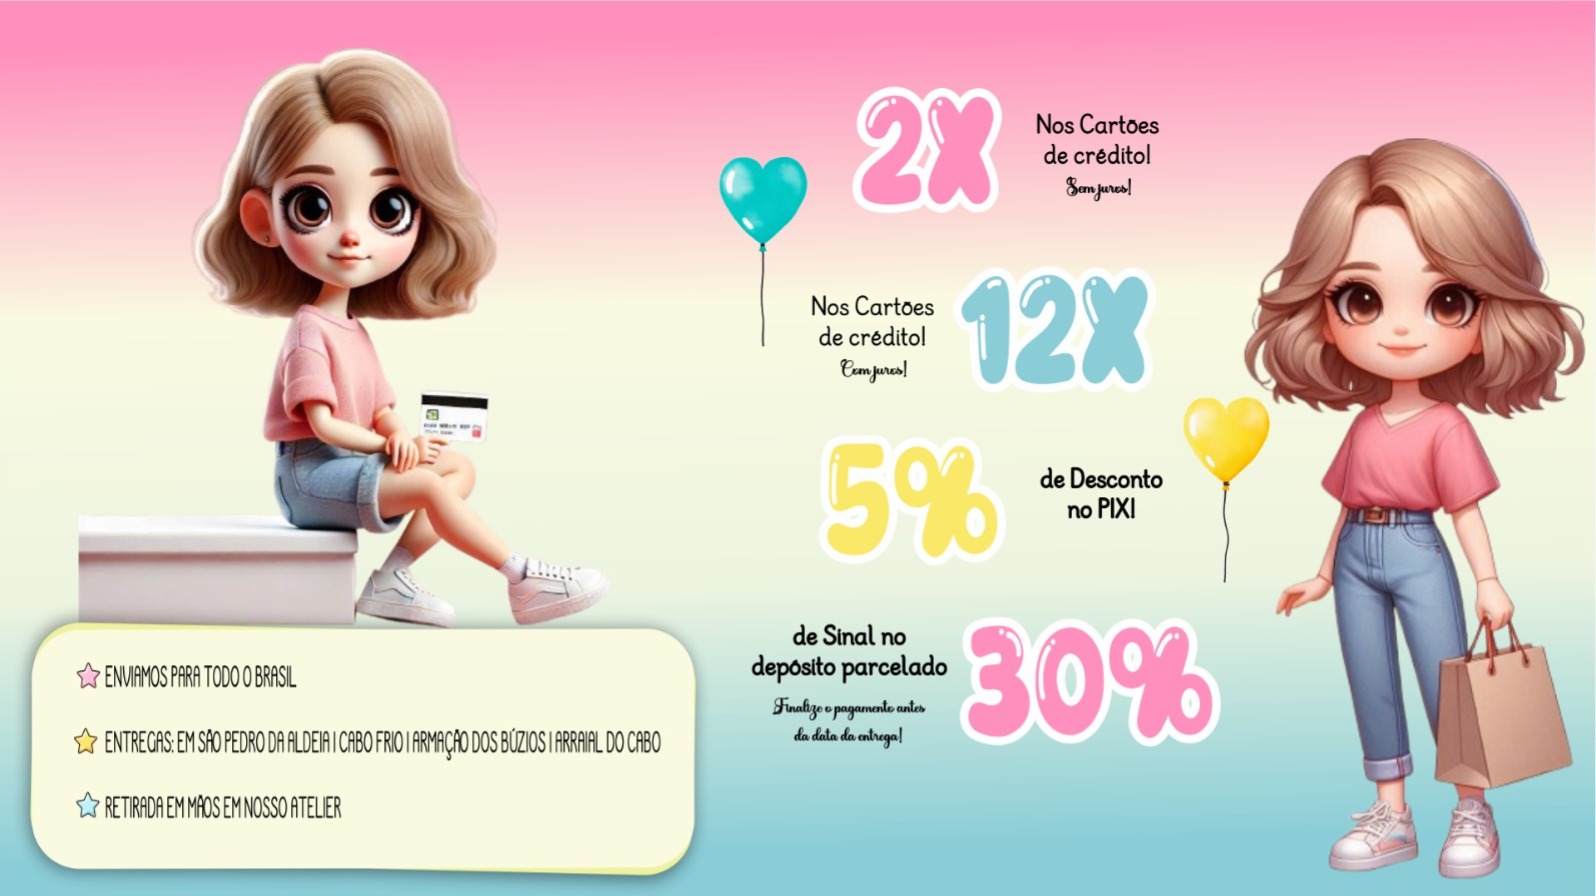 2X
Nos Cartões
de crédito!
Sem juros!
Nos Cartões
de crédito!
Com juros!
12X
5%
de Desconto
no PIX!
de Sinal no
depósito parcelado
Finalize o pagamento antes
da data da entrega!
30%
ENVIAMOS PARA TODO O BRASIL
ENTREGAS: EM SÃO PEDRO DA ALDEIA | CABO FRIO | ARMAÇÃO DOS BÚZIOS | ARRAIAL DO CABO
RETIRADA EM MÃOS EM NOSSO ATELIER